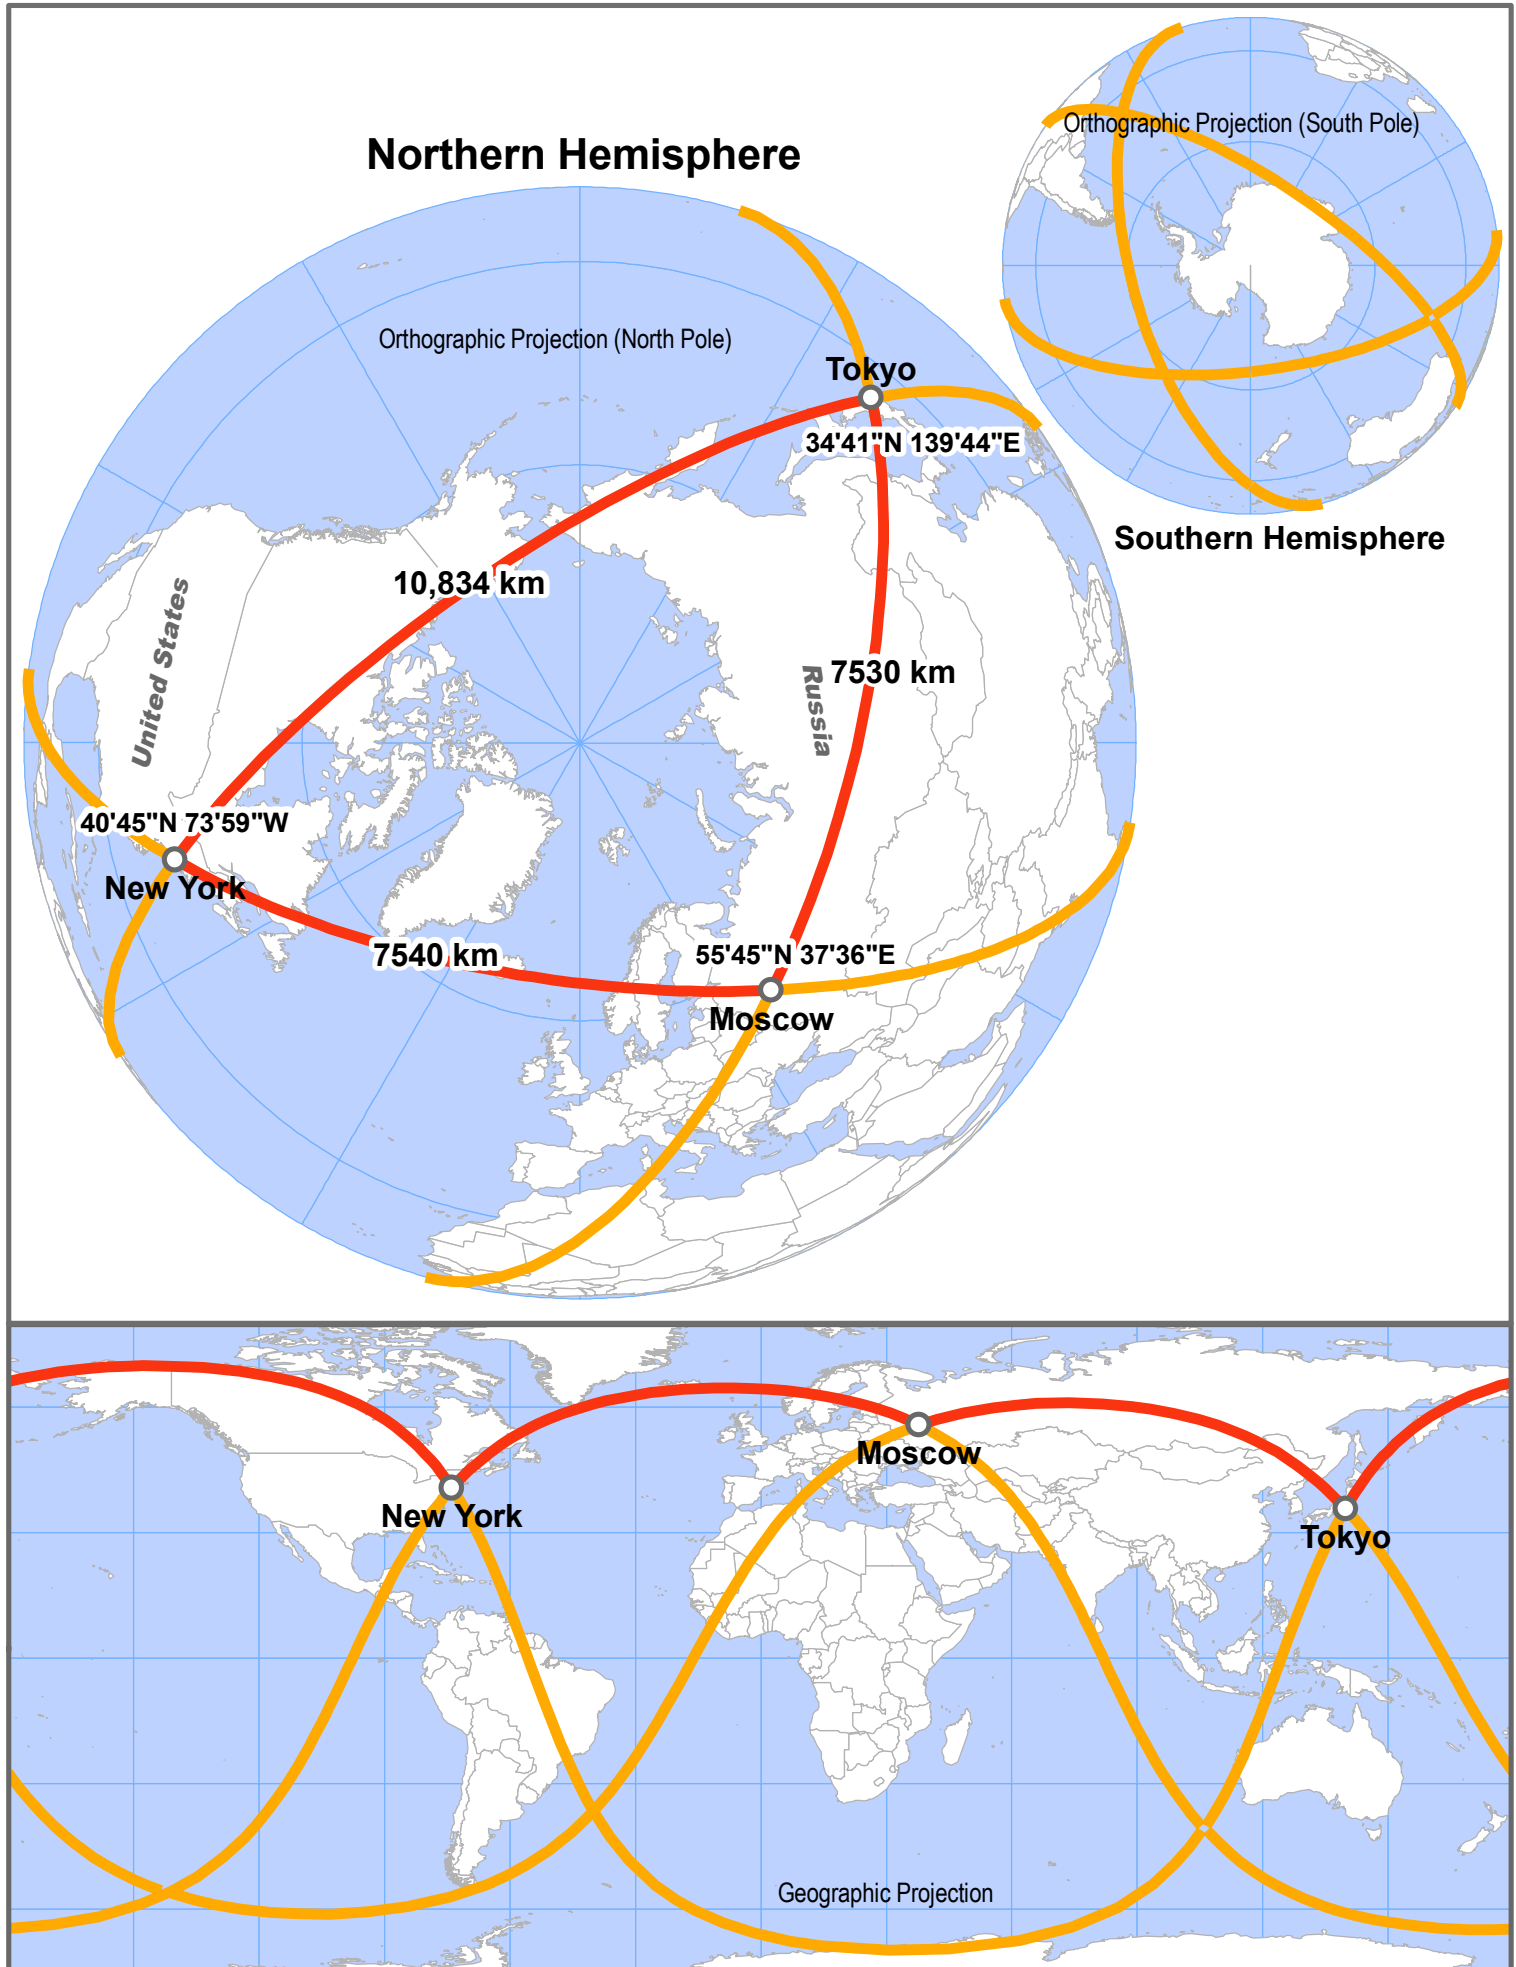 Northern Hemisphere
Orthographic Projection (South Pole)
Orthographic Projection (North Pole)
Tokyo
34'41"N 139'44"E
Southern Hemisphere
10,834 km
United States
Russia
7530 km
40'45"N 73'59"W
New York
7540 km
55'45"N 37'36"E
Moscow
Moscow
New York
Tokyo
Geographic Projection